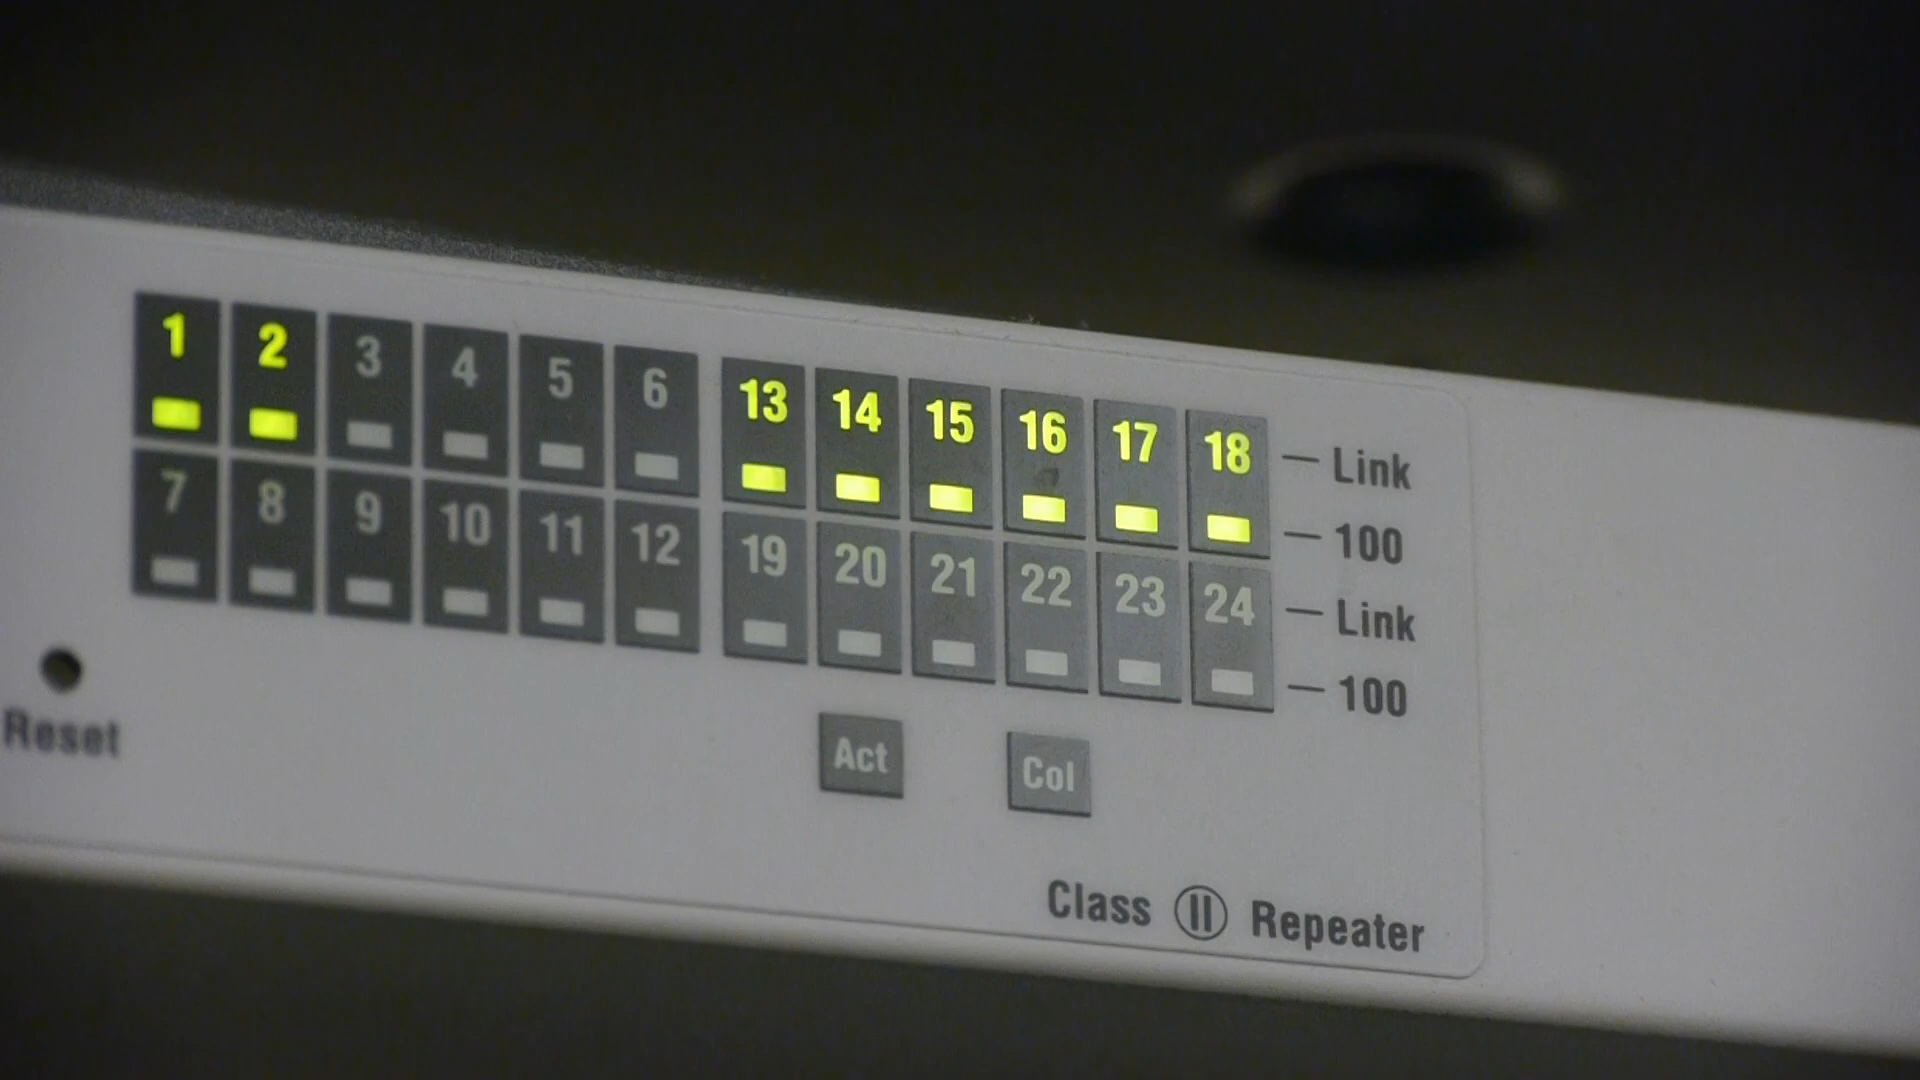 1 2 3 4 5 6 13 14 15 16 17 18 Link
100
7 8 9 10 11 12 19 20 21 22 23 24 Link
100
Reset
Act Col
Class II Repeater